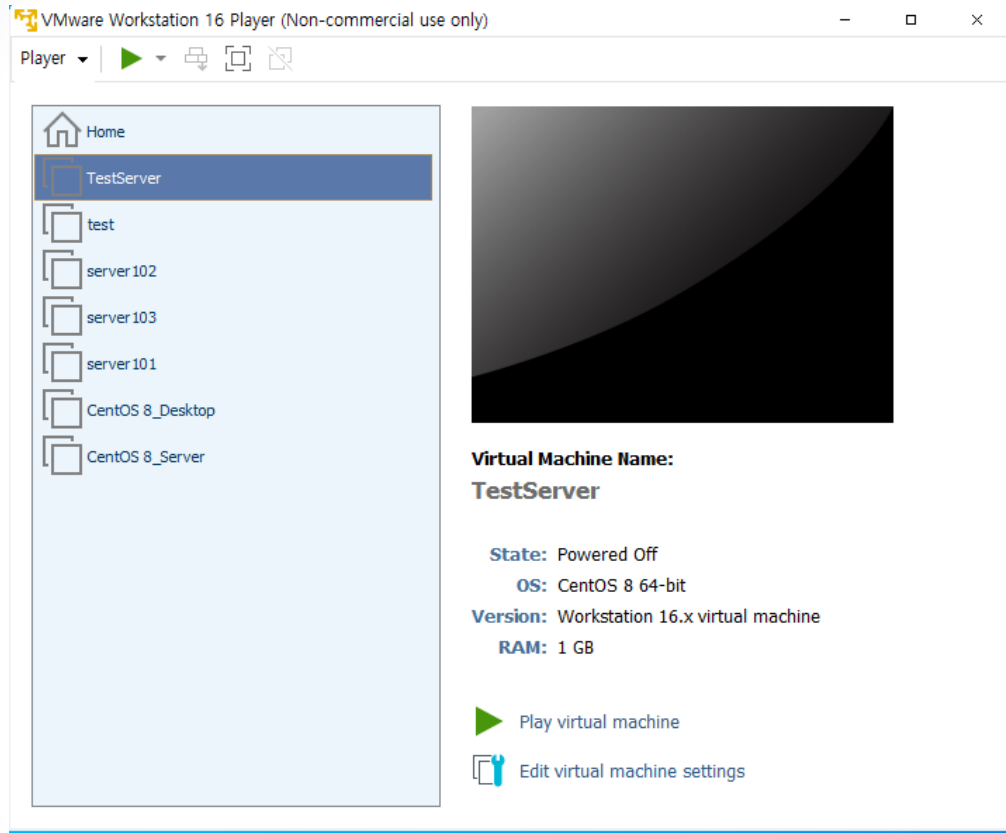 VMware Workstation 16 Player (Non-commercial use only)
Player
Home
TestServer
test
server102
server103
server101
CentOS 8_Desktop
CentOS 8_Server
Virtual Machine Name:
TestServer
State: Powered Off
OS: CentOS 8 64-bit
Version: Workstation 16.x virtual machine
RAM: 1 GB
Play virtual machine
Edit virtual machine settings